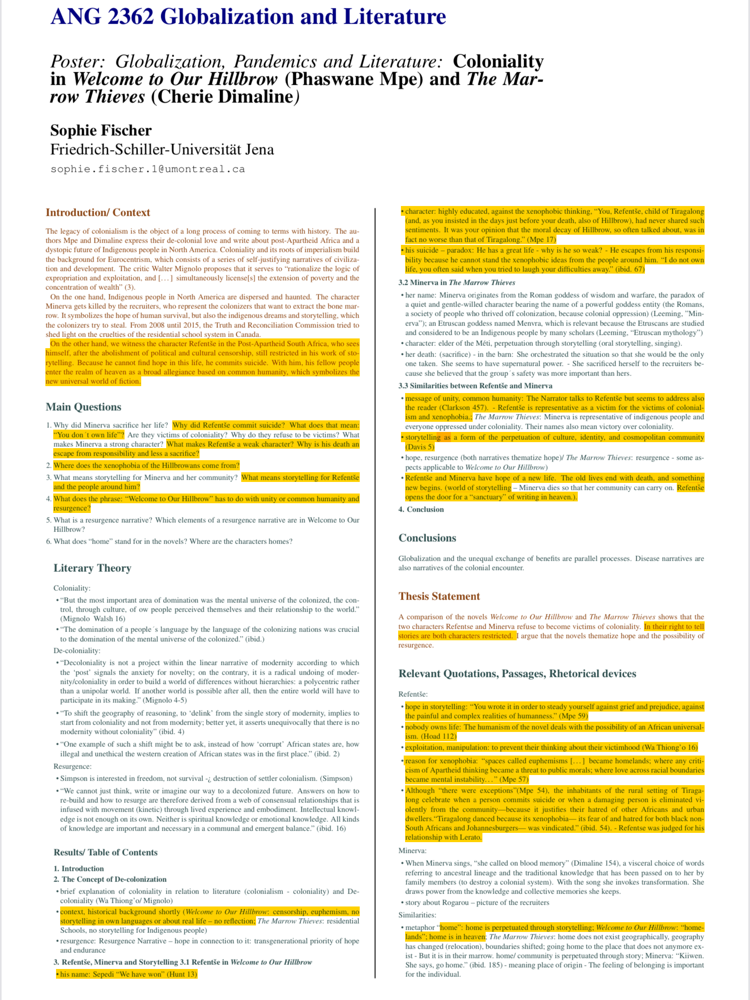 ANG 2362 Globalization and Literature
Poster: Globalization, Pandemics and Literature: Coloniality
in Welcome to Our Hillbrow (Phaswane Mpe) and The Mar-
row Thieves (Cherie Dimaline)
Sophie Fischer
Friedrich-Schiller-Universität Jena
sophie.fischer.1@umontreal.ca
Introduction/ Context
The legacy of colonialism is the object of a long process of coming to terms with history. The au-
thors Mpe and Dimaline express their de-colonial love and write about post-Apartheid Africa and a
dystopic future of Indigenous people in North America. Coloniality and its roots of imperialism build
the background for Eurocentrism, which consists of a series of self-justifying narratives of civiliza-
tion and development. The critic Walter Mignolo proposes that it serves to “rationalize the logic of
expropriation and exploitation, and [...] simultaneously license[s] the extension of poverty and the
concentration of wealth” (3).
On the one hand, Indigenous people in North America are dispersed and haunted. The character
Minerva gets killed by the recruiters, who represent the colonizers that want to extract the bone mar-
row. It symbolizes the hope of human survival, but also the indigenous dreams and storytelling, which
the colonizers try to steal. From 2008 until 2015, the Truth and Reconciliation Commission tried to
shed light on the cruelties of the residential school system in Canada.
On the other hand, we witness the character Refentše in the Post-Apartheid South Africa, who sees
himself, after the abolishment of political and cultural censorship, still restricted in his work of sto-
rytelling. Because he cannot find hope in this life, he commits suicide. With him, his fellow people
enter the realm of heaven as a broad allegiance based on common humanity, which symbolizes the
new universal world of fiction.
Main Questions
1. Why did Minerva sacrifice her life? Why did Refentše commit suicide? What does that mean:
“You don´t own life”? Are they victims of coloniality? Why do they refuse to be victims? What
makes Minerva a strong character? What makes Refentše a weak character? Why is his death an
escape from responsibility and less a sacrifice?
2. Where does the xenophobia of the Hillbrowans come from?
3. What means storytelling for Minerva and her community? What means storytelling for Refentše
and the people around him?
4. What does the phrase: “Welcome to Our Hillbrow” has to do with unity or common humanity and
resurgence?
5. What is a resurgence narrative? Which elements of a resurgence narrative are in Welcome to Our
Hillbrow?
6. What does “home” stand for in the novels? Where are the characters homes?
Literary Theory
Coloniality:
• “But the most important area of domination was the mental universe of the colonized, the con-
trol, through culture, of ow people perceived themselves and their relationship to the world.”
(Mignolo Walsh 16)
• “The domination of a people´s language by the language of the colonizing nations was crucial
to the domination of the mental universe of the colonized.” (ibid.)
De-coloniality:
• “Decoloniality is not a project within the linear narrative of modernity according to which
the ‘post’ signals the anxiety for novelty; on the contrary, it is a radical undoing of moder-
nity/coloniality in order to build a world of differences without hierarchies: a polycentric rather
than a unipolar world. If another world is possible after all, then the entire world will have to
participate in its making.” (Mignolo 4-5)
• “To shift the geography of reasoning, to ‘delink’ from the single story of modernity, implies to
start from coloniality and not from modernity; better yet, it asserts unequivocally that there is no
modernity without coloniality” (ibid. 4)
• “One example of such a shift might be to ask, instead of how ‘corrupt’ African states are, how
illegal and unethical the western creation of African states was in the first place.” (ibid. 2)
Resurgence:
• Simpson is interested in freedom, not survival -¿ destruction of settler colonialism. (Simpson)
• “We cannot just think, write or imagine our way to a decolonized future. Answers on how to
re-build and how to resurge are therefore derived from a web of consensual relationships that is
infused with movement (kinetic) through lived experience and embodiment. Intellectual knowl-
edge is not enough on its own. Neither is spiritual knowledge or emotional knowledge. All kinds
of knowledge are important and necessary in a communal and emergent balance.” (ibid. 16)
Results/ Table of Contents
1. Introduction
2. The Concept of De-colonization
• brief explanation of coloniality in relation to literature (colonialism - coloniality) and De-
coloniality (Wa Thiong’o/ Mignolo)
• context, historical background shortly (Welcome to Our Hillbrow: censorship, euphemism, no
storytelling in own languages or about real life – no reflection; The Marrow Thieves: residential
Schools, no storytelling for Indigenous people)
• resurgence: Resurgence Narrative – hope in connection to it: transgenerational priority of hope
and endurance
3. Refentše, Minerva and Storytelling 3.1 Refentše in Welcome to Our Hillbrow
• his name: Sepedi “We have won” (Hunt 13)
• character: highly educated, against the xenophobic thinking, “You, Refentše, child of Tiragalong
(and, as you insisted in the days just before your death, also of Hillbrow), had never shared such
sentiments. It was your opinion that the moral decay of Hillbrow, so often talked about, was in
fact no worse than that of Tiragalong.” (Mpe 17)
• his suicide – paradox: He has a great life - why is he so weak? - He escapes from his responsi-
bility because he cannot stand the xenophobic ideas from the people around him. “I do not own
life, you often said when you tried to laugh your difficulties away.” (ibid. 67)
3.2 Minerva in The Marrow Thieves
• her name: Minerva originates from the Roman goddess of wisdom and warfare, the paradox of
a quiet and gentle-willed character bearing the name of a powerful goddess entity (the Romans,
a society of people who thrived off colonization, because colonial oppression) (Leeming, ”Min-
erva”); an Etruscan goddess named Menvra, which is relevant because the Etruscans are studied
and considered to be an Indigenous people by many scholars (Leeming, “Etruscan mythology”)
• character: elder of the Méti, perpetuation through storytelling (oral storytelling, singing).
• her death: (sacrifice) - in the barn: She orchestrated the situation so that she would be the only
one taken. She seems to have supernatural power. - She sacrificed herself to the recruiters be-
cause she believed that the group´s safety was more important than hers.
3.3 Similarities between Refentše and Minerva
• message of unity, common humanity: The Narrator talks to Refentše but seems to address also
the reader (Clarkson 457). - Refentše is representative as a victim for the victims of colonial-
ism and xenophobia.; The Marrow Thieves: Minerva is representative of indigenous people and
everyone oppressed under coloniality. Their names also mean victory over coloniality.
• storytelling as a form of the perpetuation of culture, identity, and cosmopolitan community
(Davis 5)
• hope, resurgence (both narratives thematize hope)/ The Marrow Thieves: resurgence - some as-
pects applicable to Welcome to Our Hillbrow)
• Refentše and Minerva have hope of a new life. The old lives end with death, and something
new begins. (world of storytelling – Minerva dies so that her community can carry on. Refentše
opens the door for a “sanctuary” of writing in heaven.).
4. Conclusion
Conclusions
Globalization and the unequal exchange of benefits are parallel processes. Disease narratives are
also narratives of the colonial encounter.
Thesis Statement
A comparison of the novels Welcome to Our Hillbrow and The Marrow Thieves shows that the
two characters Refentse and Minerva refuse to become victims of coloniality. In their right to tell
stories are both characters restricted. I argue that the novels thematize hope and the possibility of
resurgence.
Relevant Quotations, Passages, Rhetorical devices
Refentše:
• hope in storytelling: “You wrote it in order to steady yourself against grief and prejudice, against
the painful and complex realities of humanness.” (Mpe 59)
• nobody owns life: The humanism of the novel deals with the possibility of an African universal-
ism. (Hoad 112)
• exploitation, manipulation: to prevent their thinking about their victimhood (Wa Thiong’o 16)
• reason for xenophobia: “spaces called euphemisms [...] became homelands; where any criti-
cism of Apartheid thinking became a threat to public morals; where love across racial boundaries
became mental instability...” (Mpe 57)
• Although “there were exceptions”(Mpe 54), the inhabitants of the rural setting of Tiraga-
long celebrate when a person commits suicide or when a damaging person is eliminated vi-
olently from the community—because it justifies their hatred of other Africans and urban
dwellers.“Tiragalong danced because its xenophobia— its fear of and hatred for both black non-
South Africans and Johannesburgers— was vindicated.” (ibid. 54). - Refentse was judged for his
relationship with Lerato.
Minerva:
• When Minerva sings, “she called on blood memory” (Dimaline 154), a visceral choice of words
referring to ancestral lineage and the traditional knowledge that has been passed on to her by
family members (to destroy a colonial system). With the song she invokes transformation. She
draws power from the knowledge and collective memories she keeps.
• story about Rogarou – picture of the recruiters
Similarities:
• metaphor “home”: home is perpetuated through storytelling; Welcome to Our Hillbrow: “home-
lands”; home is in heaven; The Marrow Thieves: home does not exist geographically, geography
has changed (relocation), boundaries shifted; going home to the place that does not anymore ex-
ist - But it is in their marrow. home/ community is perpetuated through story; Minerva: “Kiiwen.
She says, go home.” (ibid. 185) - meaning place of origin - The feeling of belonging is important
for the individual.